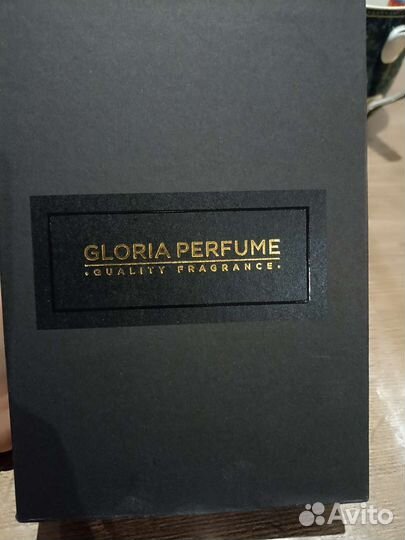 GLORIA PERFUME
• QUALITY FRAGRANCE •
Avito